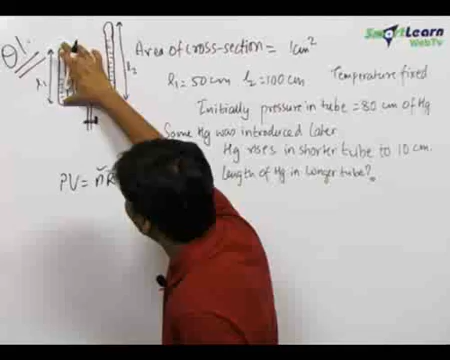 SmartLearn
WebTv
Q1.
l2
Area of cross-section = 1cm²
l1 = 50 cm l2 = 100 cm Temperature fixed
Initially pressure in tube = 80 cm of Hg
Some Hg was introduced later
Hg rises in shorter tube to 10 cm.
Length of Hg in longer tube?
PV = nR